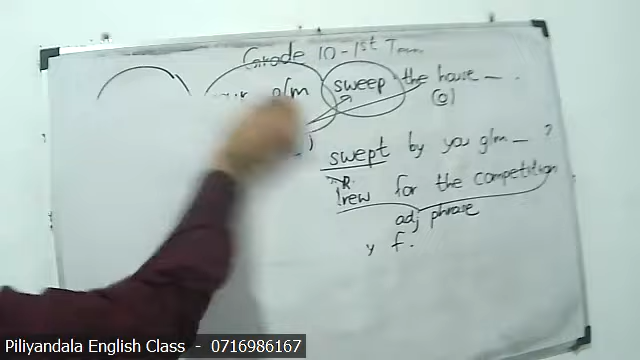 Grade 10 - 1st Term
g/m sweep the house — .
(o)
swept by you g/m — ?
for the competition
adj phrase
y f.
Piliyandala English Class - 0716986167